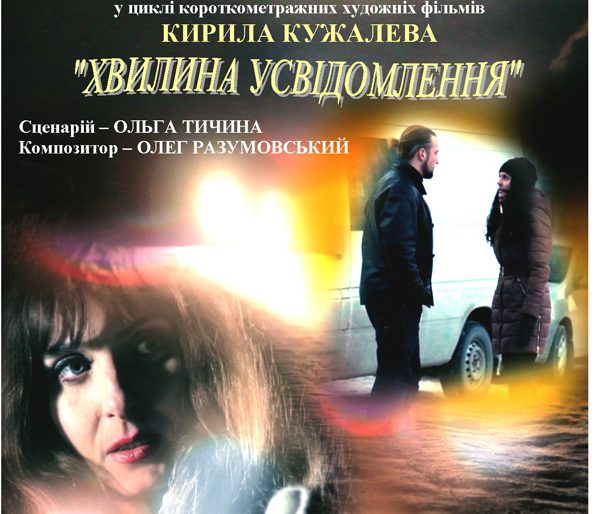 у циклі короткометражних художніх фільмів
КИРИЛА КУЖАЛЕВА
"ХВИЛИНА УСВІДОМЛЕННЯ"
Сценарій – ОЛЬГА ТИЧИНА
Композитор – ОЛЕГ РАЗУМОВСЬКИЙ